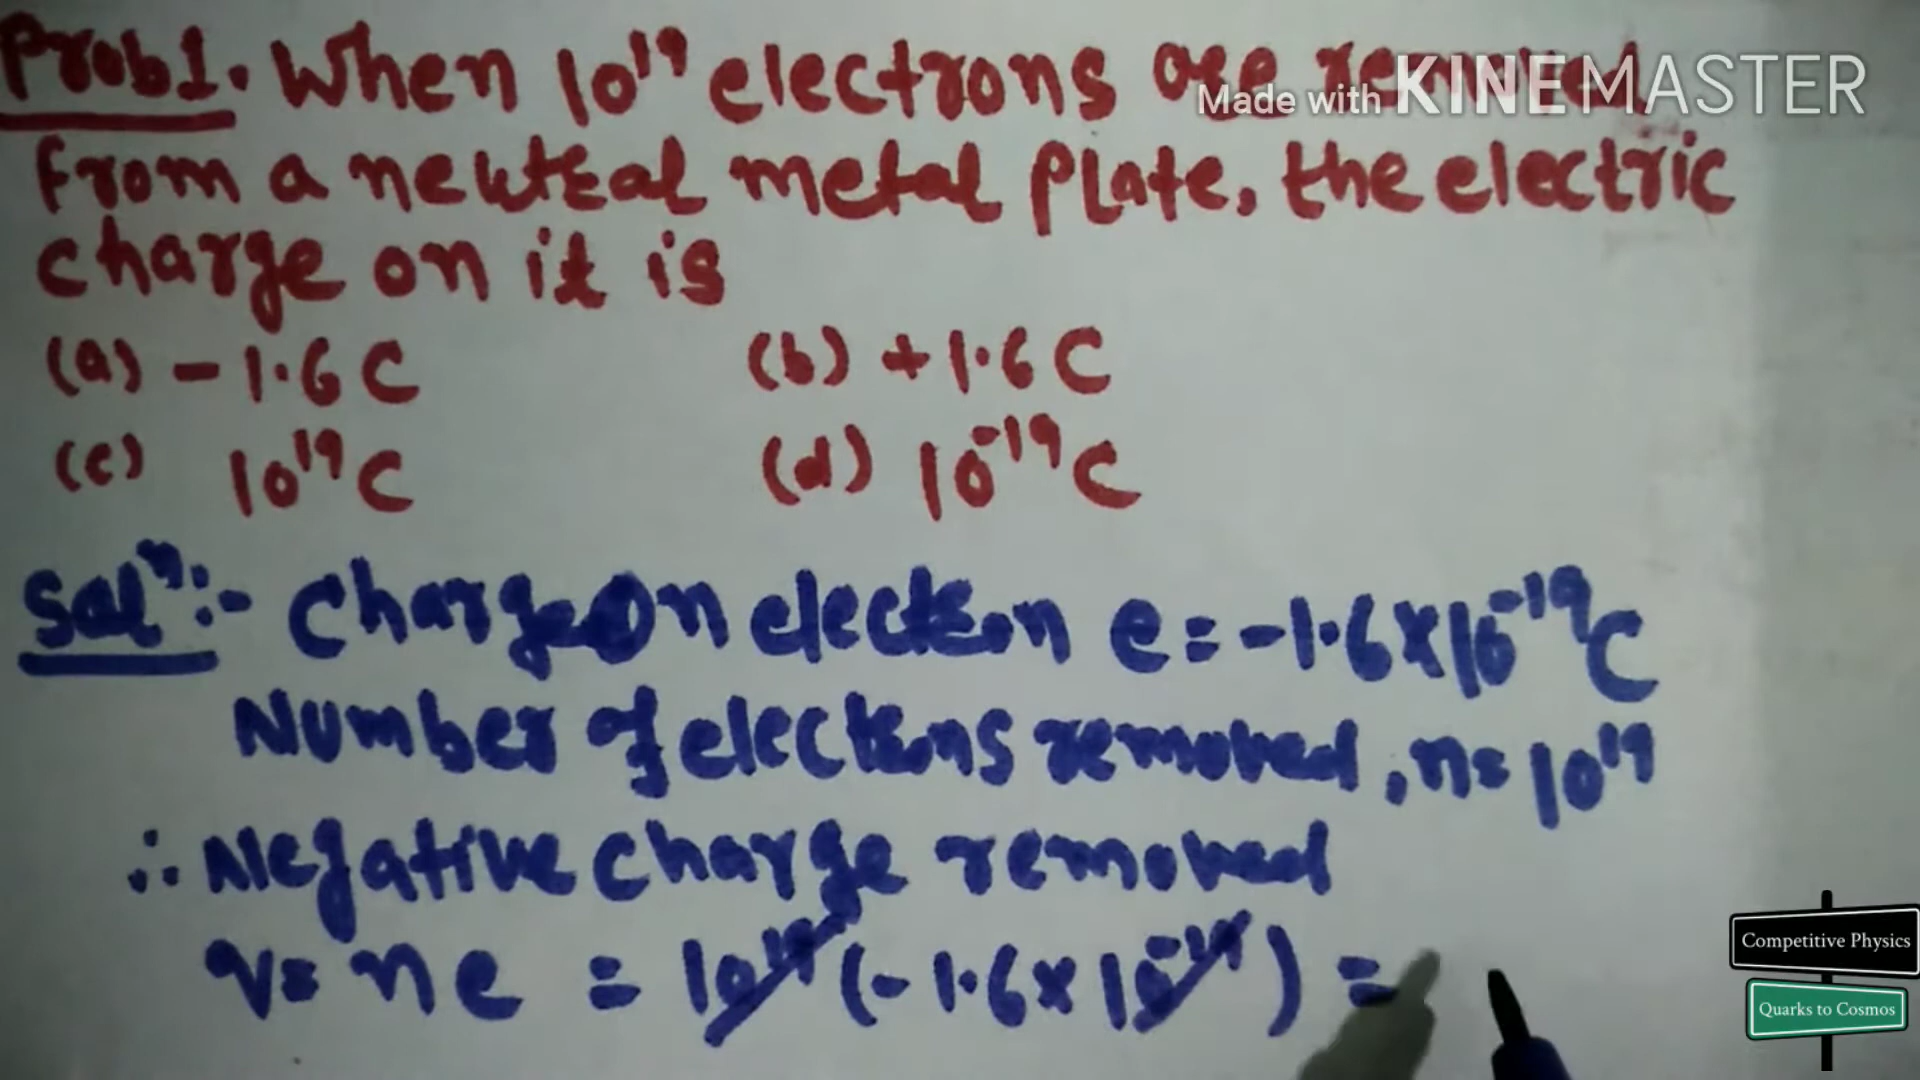 Prob1. When 10¹⁹ electrons are removed
Made with KINEMASTER
from a neutral metal plate, the electric
charge on it is
(a) - 1.6 C (b) + 1.6 C
(c) 10¹⁹ C (d) 10⁻¹⁹ C
Solⁿ:- Charge on electron e = -1.6 x 10⁻¹⁹ C
Number of electrons removed, n = 10¹⁹
∴ Negative charge removed
q = ne = 10¹⁹ (-1.6 x 10⁻¹⁹) =
Competitive Physics
Quarks to Cosmos